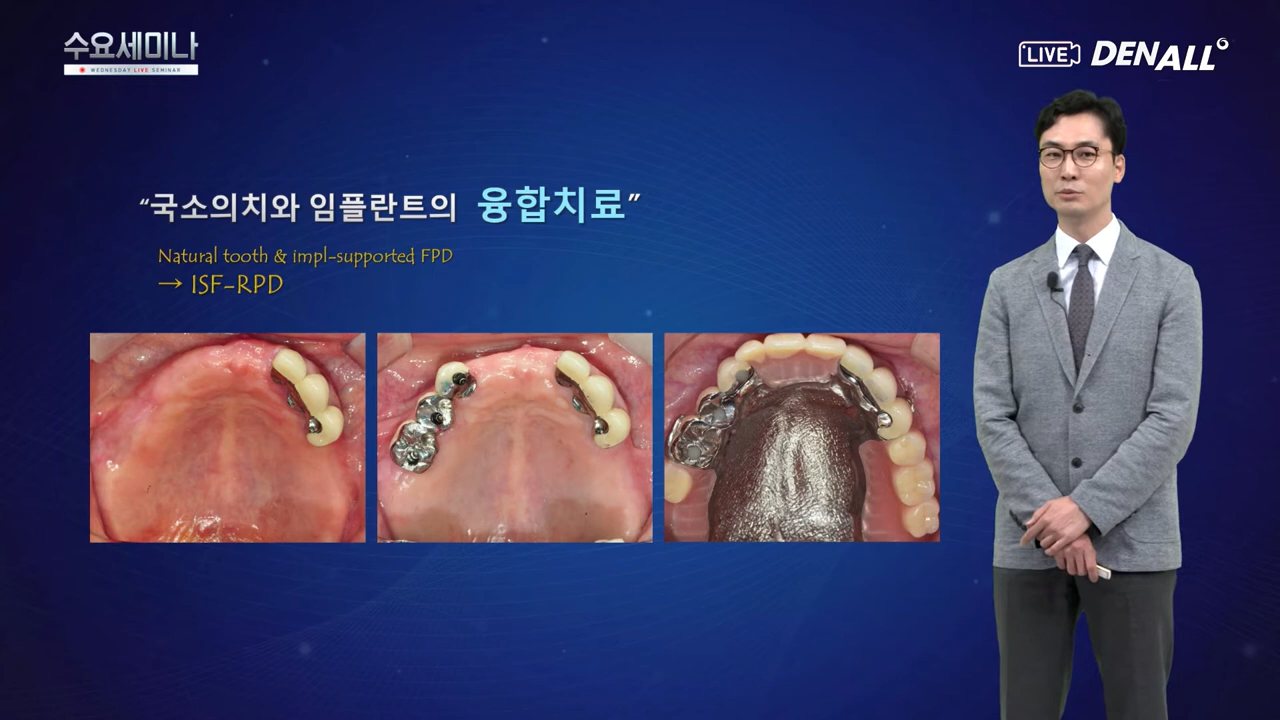 수요세미나
WEDNESDAY LIVE SEMINAR
LIVE DENALL
“국소의치와 임플란트의 융합치료”
Natural tooth & impl-supported FPD
→ ISF-RPD